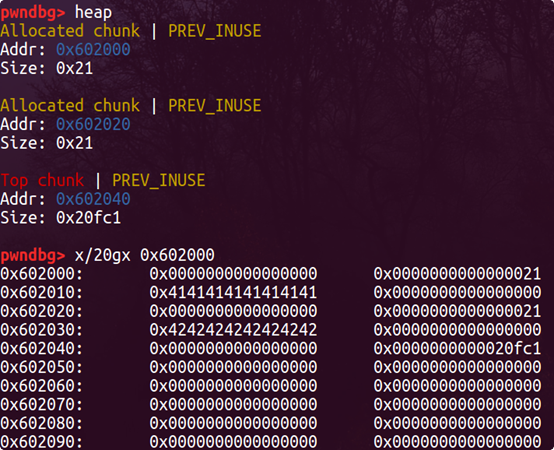 pwndbg> heap
Allocated chunk | PREV_INUSE
Addr: 0x602000
Size: 0x21
Allocated chunk | PREV_INUSE
Addr: 0x602020
Size: 0x21
Top chunk | PREV_INUSE
Addr: 0x602040
Size: 0x20fc1
pwndbg> x/20gx 0x602000
0x602000: 0x0000000000000000 0x0000000000000021
0x602010: 0x4141414141414141 0x0000000000000000
0x602020: 0x0000000000000000 0x0000000000000021
0x602030: 0x4242424242424242 0x0000000000000000
0x602040: 0x0000000000000000 0x0000000000020fc1
0x602050: 0x0000000000000000 0x0000000000000000
0x602060: 0x0000000000000000 0x0000000000000000
0x602070: 0x0000000000000000 0x0000000000000000
0x602080: 0x0000000000000000 0x0000000000000000
0x602090: 0x0000000000000000 0x0000000000000000